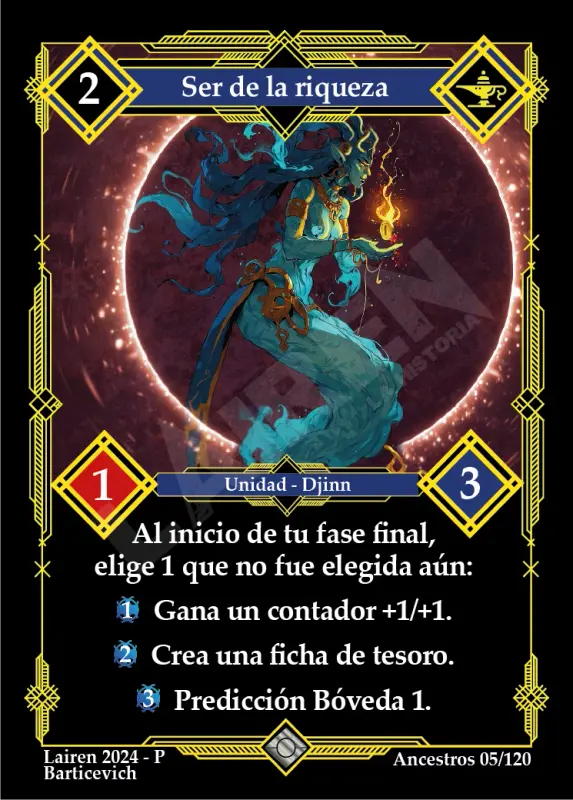 2
Ser de la riqueza
LAIREN
HISTORIA
1
Unidad - Djinn
3
Al inicio de tu fase final,
elige 1 que no fue elegida aún:
1 Gana un contador +1/+1.
2 Crea una ficha de tesoro.
3 Predicción Bóveda 1.
Lairen 2024 - P
Barticevich
Ancestros 05/120